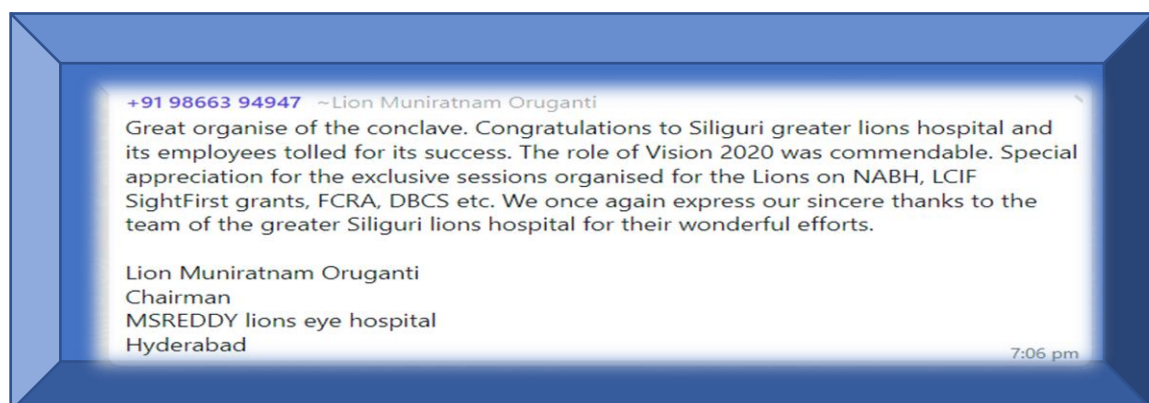 +91 98663 94947 ~Lion Muniratnam Oruganti
Great organise of the conclave. Congratulations to Siliguri greater lions hospital and
its employees tolled for its success. The role of Vision 2020 was commendable. Special
appreciation for the exclusive sessions organised for the Lions on NABH, LCIF
SightFirst grants, FCRA, DBCS etc. We once again express our sincere thanks to the
team of the greater Siliguri lions hospital for their wonderful efforts.
Lion Muniratnam Oruganti
Chairman
MSREDDY lions eye hospital
Hyderabad
7:06 pm